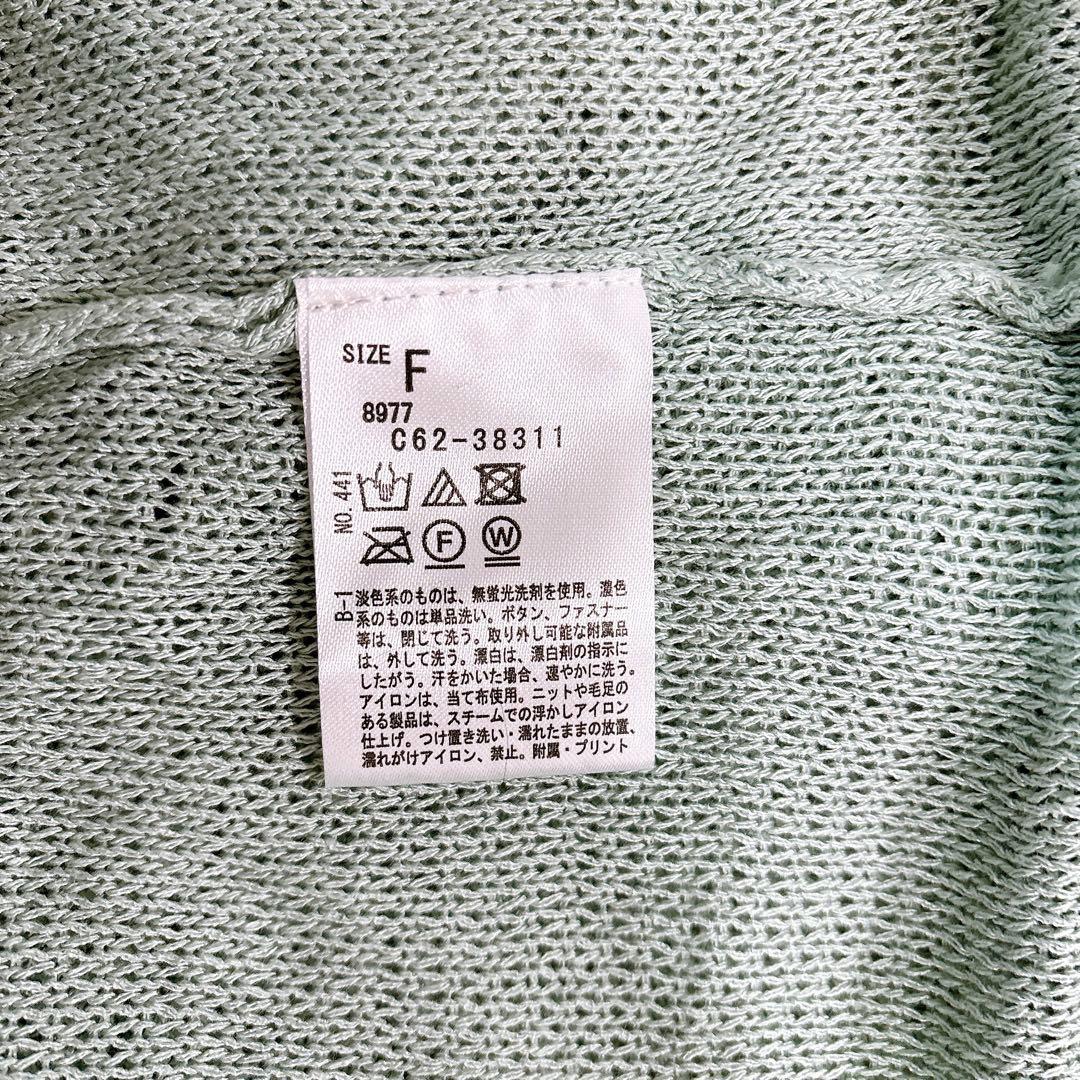 SIZE F
8977
C62-38311
NO.441
F W
B-1
淡色系のものは、無蛍光洗剤を使用。濃色
系のものは単品洗い。ボタン、ファスナー
等は、閉じて洗う。取り外し可能な附属品
は、外して洗う。漂白は、漂白剤の指示に
したがう。汗をかいた場合、速やかに洗う。
アイロンは、当て布使用。ニットや毛足の
ある製品は、スチームでの浮かしアイロン
仕上げ。つけ置き洗い・濡れたままの放置、
濡れがけアイロン、禁止。附属・プリント